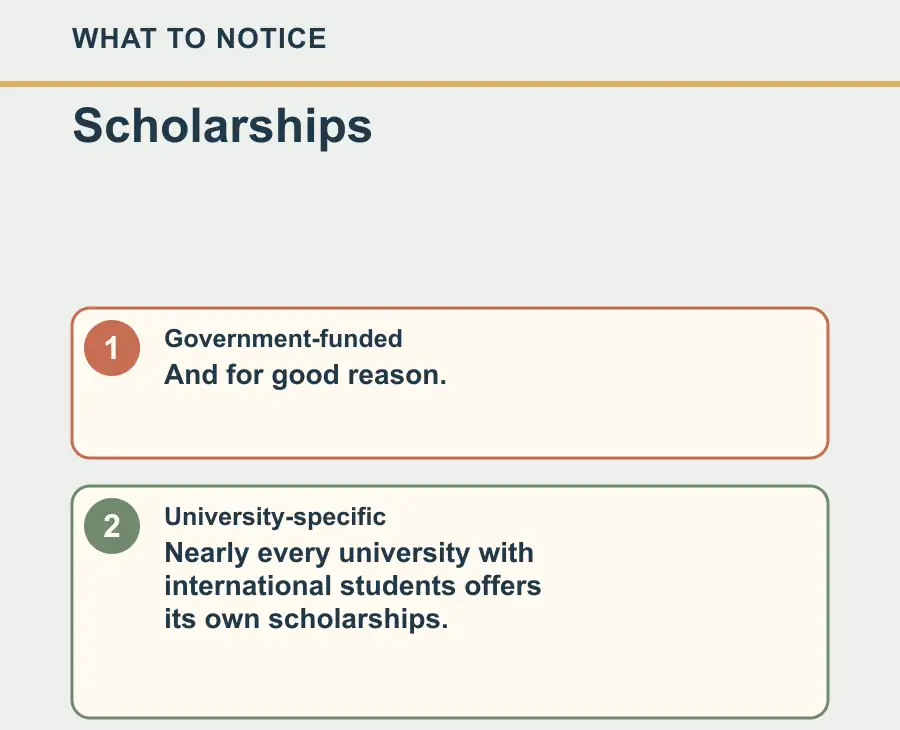 WHAT TO NOTICE
Scholarships
1
Government-funded
And for good reason.
2
University-specific
Nearly every university with
international students offers
its own scholarships.